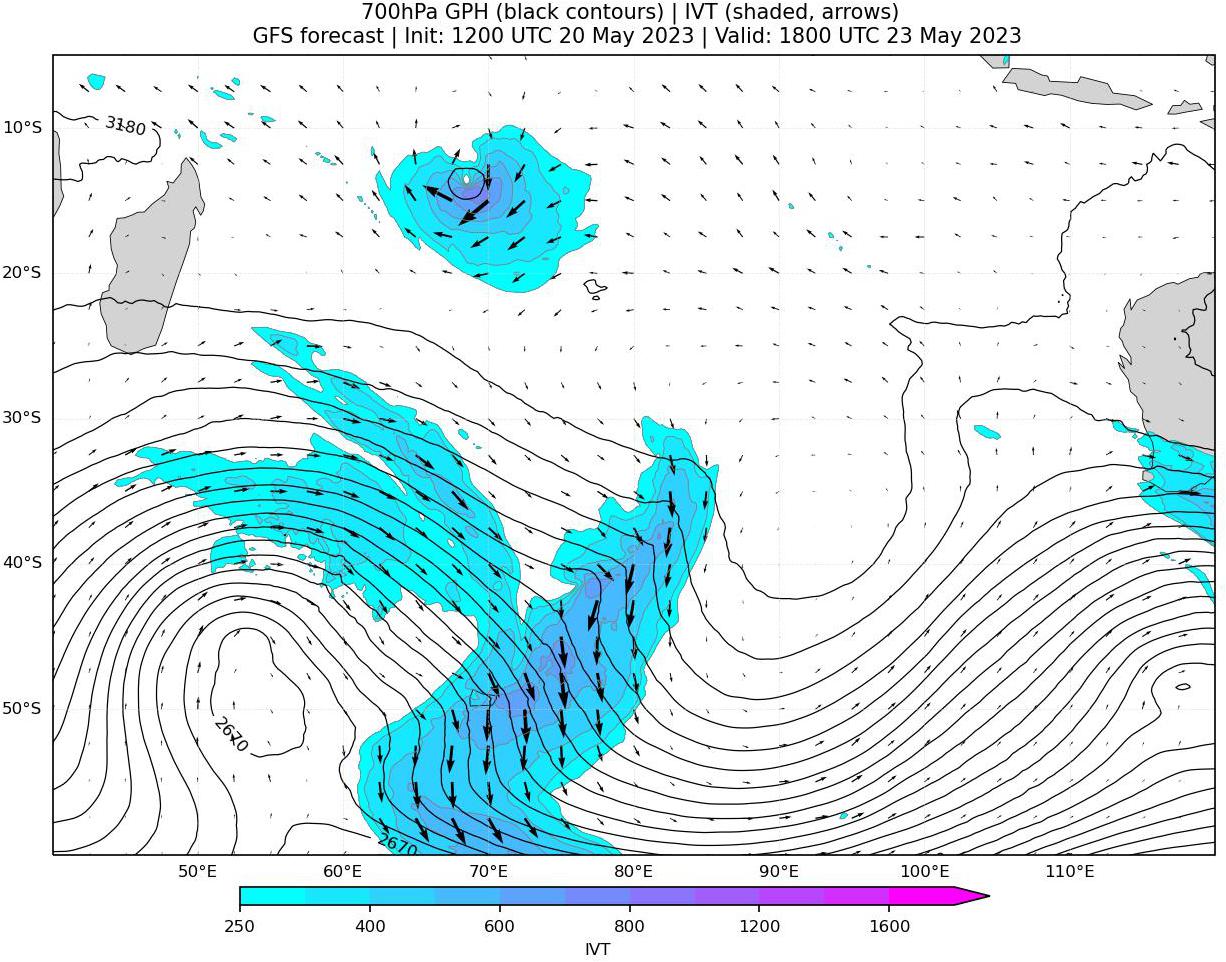 700hPa GPH (black contours) | IVT (shaded, arrows)
GFS forecast | Init: 1200 UTC 20 May 2023 | Valid: 1800 UTC 23 May 2023
10°S
3180
20°S
30°S
40°S
50°S
2670
2670
50°E 60°E 70°E 80°E 90°E 100°E 110°E
250 400 600 800 1200 1600
IVT